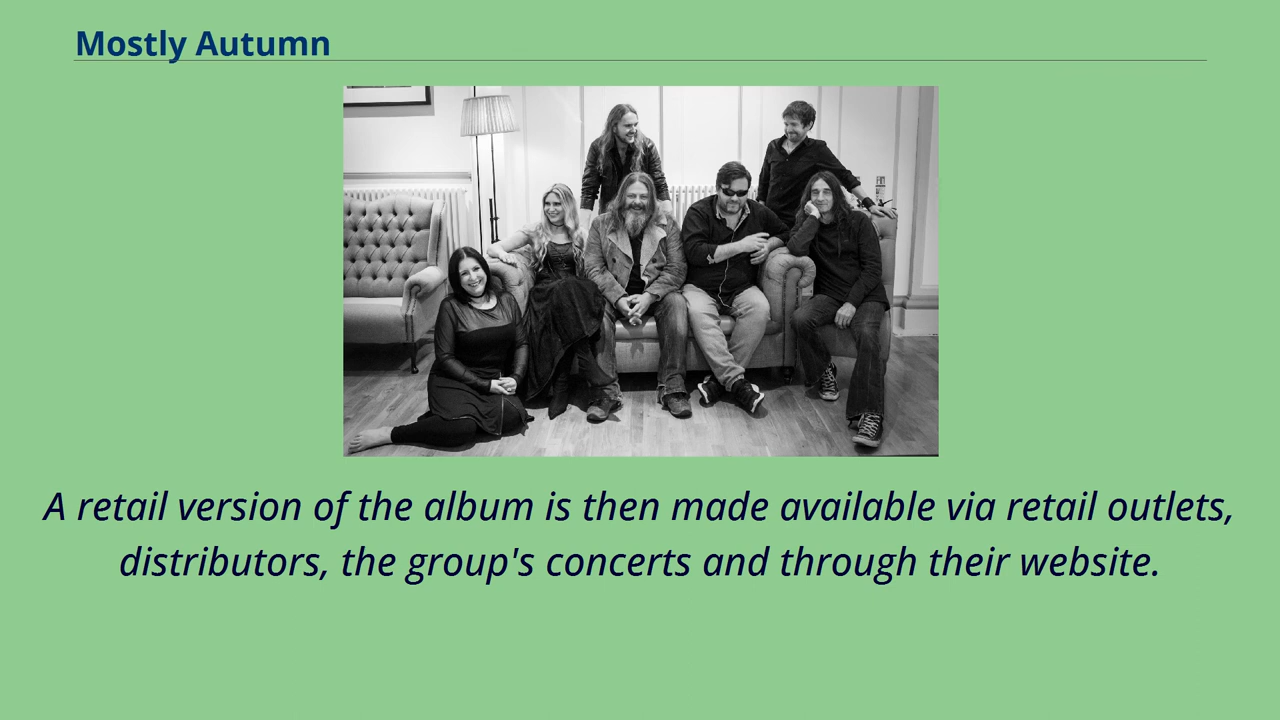 Mostly Autumn
A retail version of the album is then made available via retail outlets,
distributors, the group's concerts and through their website.